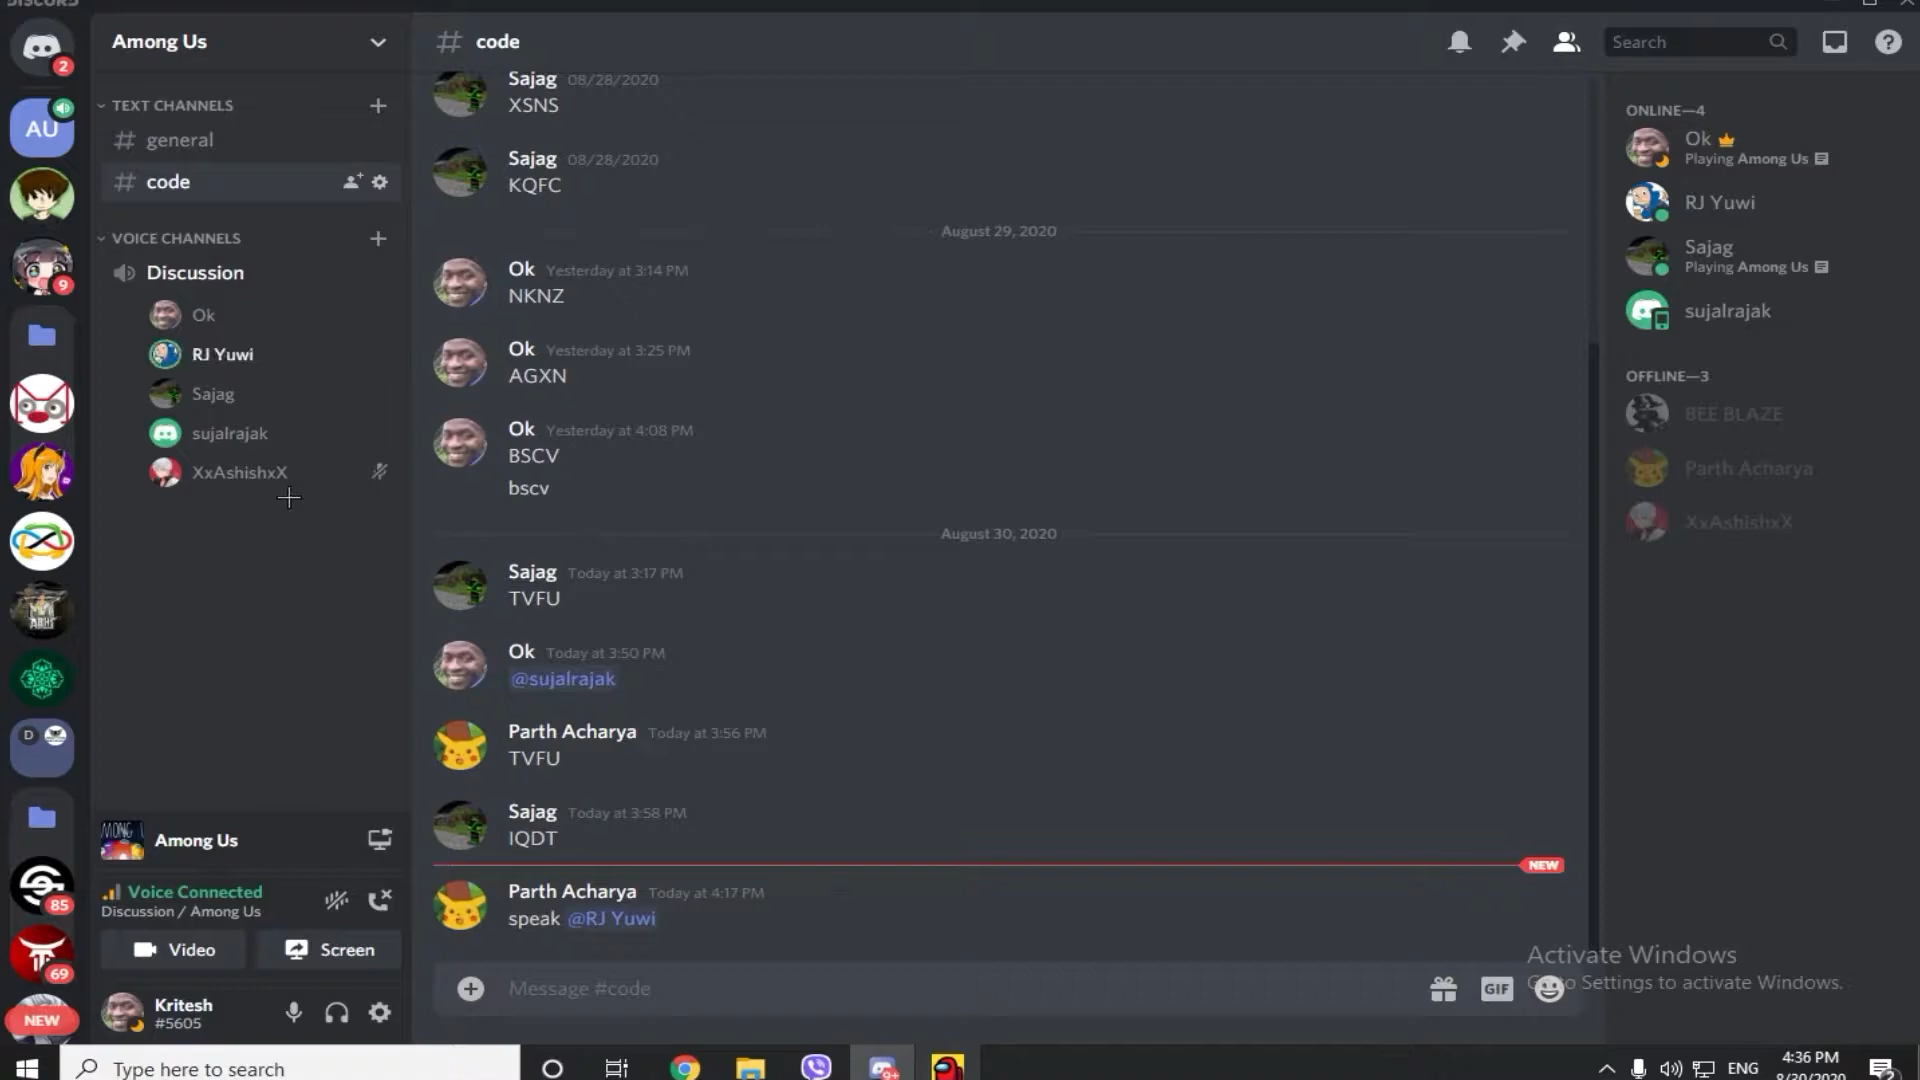 DISCORD
Among Us
code
Search
2
AU
TEXT CHANNELS
general
code
VOICE CHANNELS
Discussion
Ok
RJ Yuwi
Sajag
sujalrajak
XxAshishxX
9
D
85
69
NEW
Among Us
Voice Connected
Discussion / Among Us
Video
Screen
Kritesh
#5605
Sajag 08/28/2020
XSNS
Sajag 08/28/2020
KQFC
August 29, 2020
Ok Yesterday at 3:14 PM
NKNZ
Ok Yesterday at 3:25 PM
AGXN
Ok Yesterday at 4:08 PM
BSCV
bscv
August 30, 2020
Sajag Today at 3:17 PM
TVFU
Ok Today at 3:50 PM
@sujalrajak
Parth Acharya Today at 3:56 PM
TVFU
Sajag Today at 3:58 PM
IQDT
NEW
Parth Acharya Today at 4:17 PM
speak @RJ Yuwi
Message #code
GIF
ONLINE—4
Ok
Playing Among Us
RJ Yuwi
Sajag
Playing Among Us
sujalrajak
OFFLINE—3
BEE BLAZE
Parth Acharya
XxAshishxX
Activate Windows
Go to Settings to activate Windows.
Type here to search
9+
ENG
4:36 PM
8/30/2020